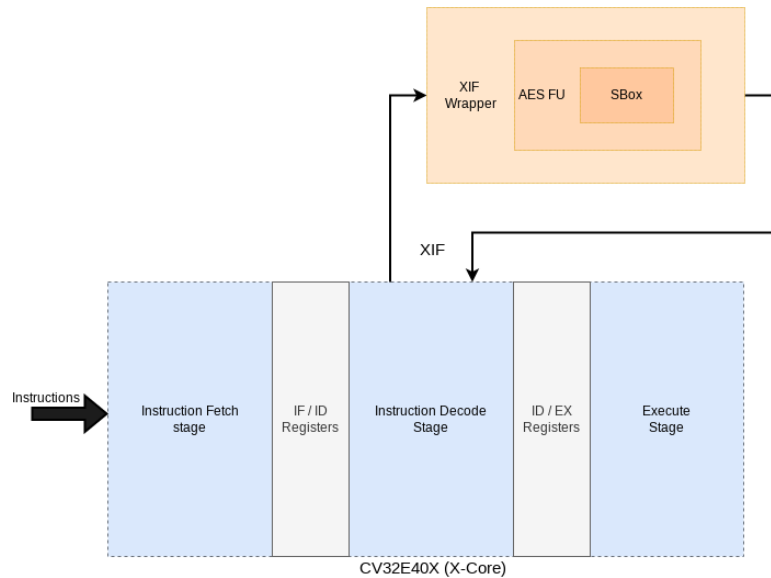 XIF
Wrapper
AES FU
SBox
XIF
Instructions
Instruction Fetch
stage
IF / ID
Registers
Instruction Decode
Stage
ID / EX
Registers
Execute
Stage
CV32E40X (X-Core)